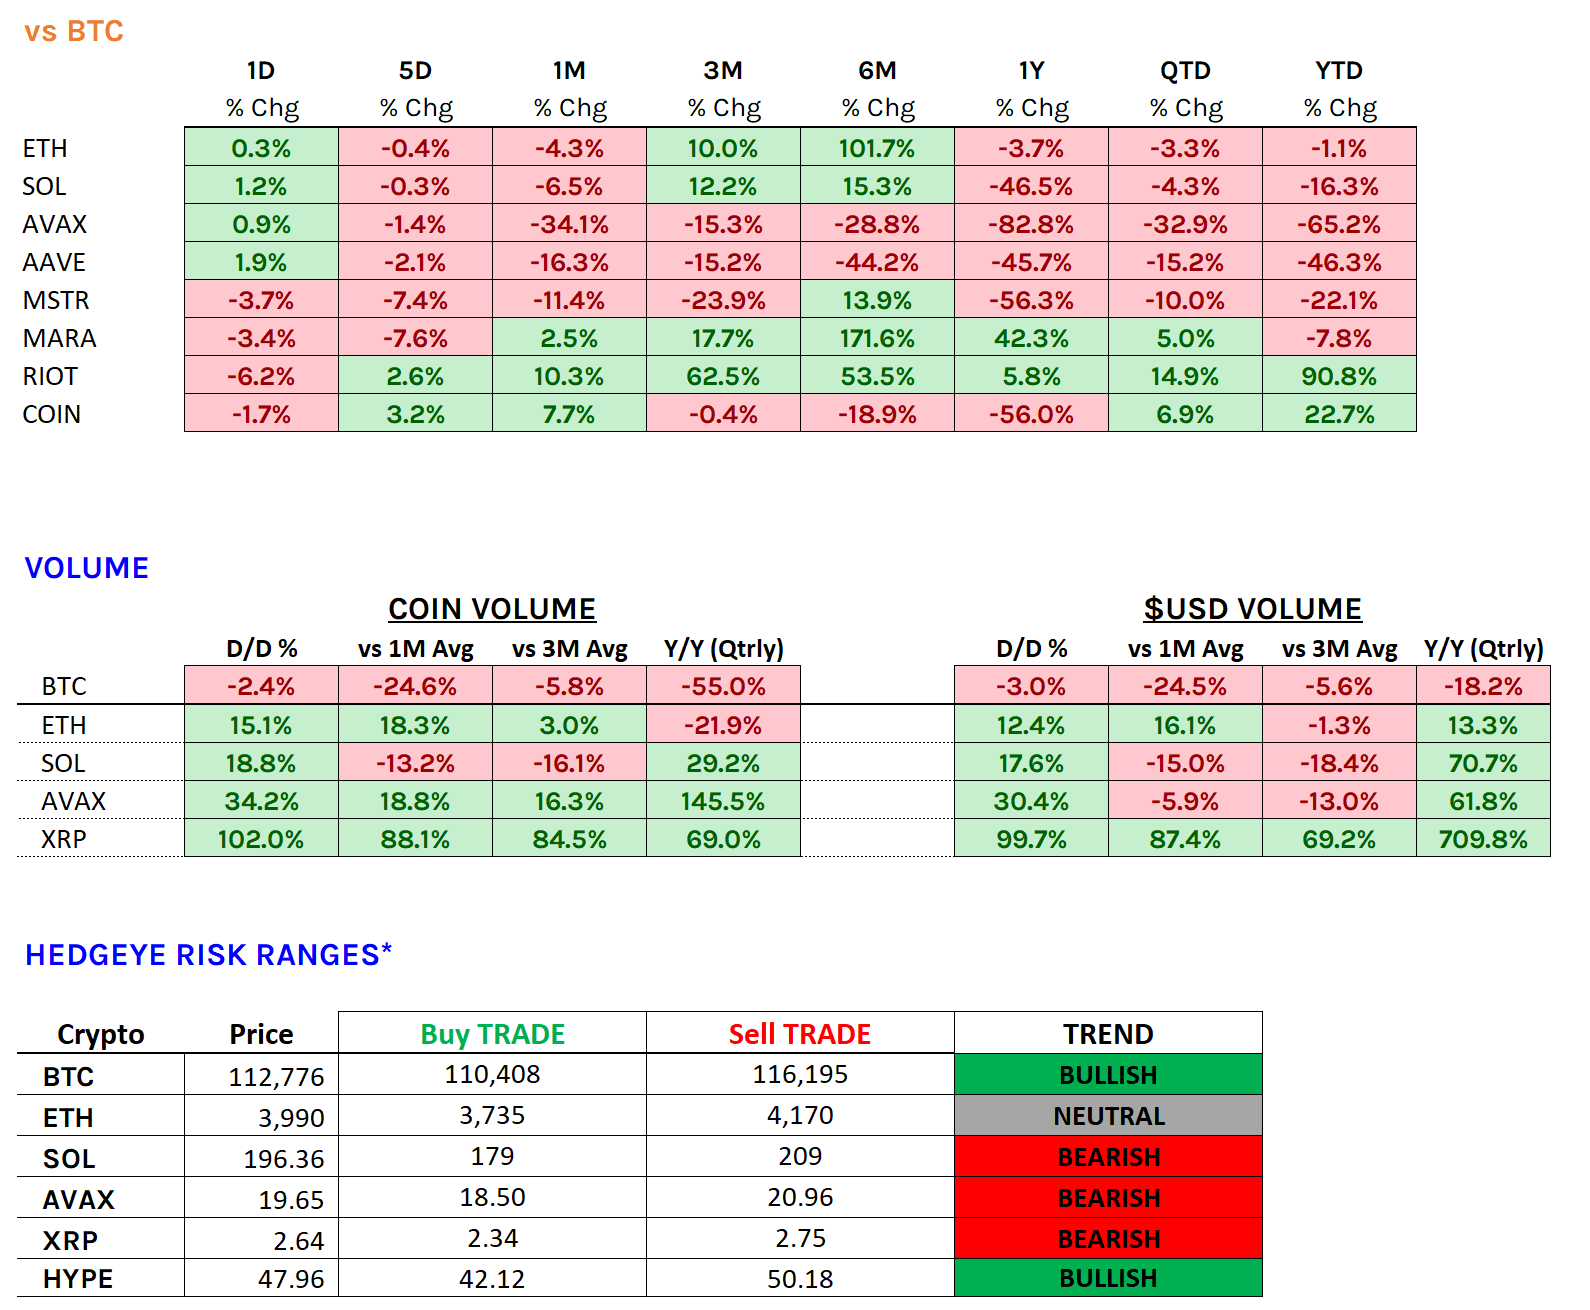 vs BTC
1D 5D 1M 3M 6M 1Y QTD YTD
% Chg % Chg % Chg % Chg % Chg % Chg % Chg % Chg
ETH 0.3% -0.4% -4.3% 10.0% 101.7% -3.7% -3.3% -1.1%
SOL 1.2% -0.3% -6.5% 12.2% 15.3% -46.5% -4.3% -16.3%
AVAX 0.9% -1.4% -34.1% -15.3% -28.8% -82.8% -32.9% -65.2%
AAVE 1.9% -2.1% -16.3% -15.2% -44.2% -45.7% -15.2% -46.3%
MSTR -3.7% -7.4% -11.4% -23.9% 13.9% -56.3% -10.0% -22.1%
MARA -3.4% -7.6% 2.5% 17.7% 171.6% 42.3% 5.0% -7.8%
RIOT -6.2% 2.6% 10.3% 62.5% 53.5% 5.8% 14.9% 90.8%
COIN -1.7% 3.2% 7.7% -0.4% -18.9% -56.0% 6.9% 22.7%
VOLUME
COIN VOLUME $USD VOLUME
D/D % vs 1M Avg vs 3M Avg Y/Y (Qtrly) D/D % vs 1M Avg vs 3M Avg Y/Y (Qtrly)
BTC -2.4% -24.6% -5.8% -55.0% -3.0% -24.5% -5.6% -18.2%
ETH 15.1% 18.3% 3.0% -21.9% 12.4% 16.1% -1.3% 13.3%
SOL 18.8% -13.2% -16.1% 29.2% 17.6% -15.0% -18.4% 70.7%
AVAX 34.2% 18.8% 16.3% 145.5% 30.4% -5.9% -13.0% 61.8%
XRP 102.0% 88.1% 84.5% 69.0% 99.7% 87.4% 69.2% 709.8%
HEDGEYE RISK RANGES*
Crypto Price Buy TRADE Sell TRADE TREND
BTC 112,776 110,408 116,195 BULLISH
ETH 3,990 3,735 4,170 NEUTRAL
SOL 196.36 179 209 BEARISH
AVAX 19.65 18.50 20.96 BEARISH
XRP 2.64 2.34 2.75 BEARISH
HYPE 47.96 42.12 50.18 BULLISH